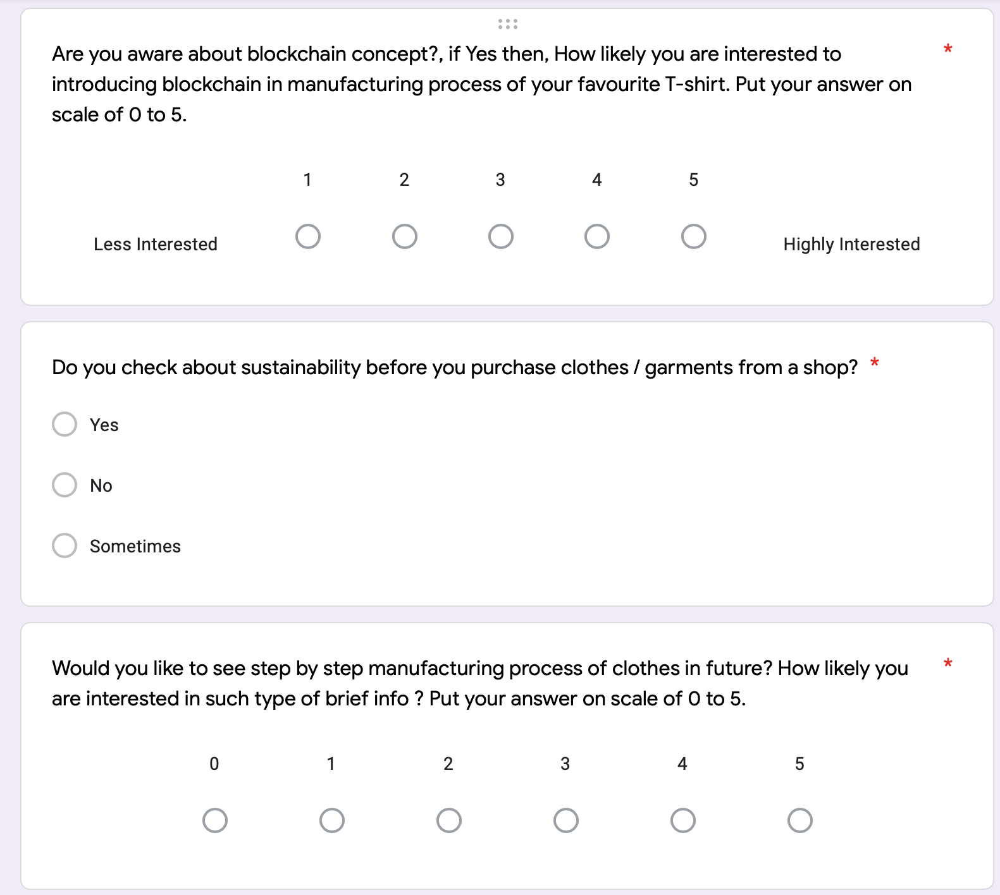 Are you aware about blockchain concept?, if Yes then, How likely you are interested to *
introducing blockchain in manufacturing process of your favourite T-shirt. Put your answer on
scale of 0 to 5.
1 2 3 4 5
Less Interested Highly Interested
Do you check about sustainability before you purchase clothes / garments from a shop? *
Yes
No
Sometimes
Would you like to see step by step manufacturing process of clothes in future? How likely you *
are interested in such type of brief info ? Put your answer on scale of 0 to 5.
0 1 2 3 4 5